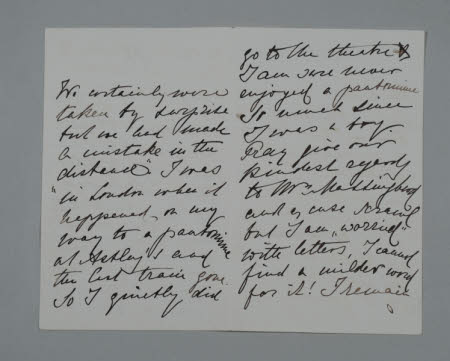 We certainly were
taken by surprise
but we had made
a mistake in the
distance" I was
"in London when it
happened, on my
way to a pantomime
at Astley's and
the last train gone.
So I quietly did
go to the theatre &
I am sure never
enjoyed a pantomime
so much since
I was a boy.
Pray give our
kindest regards
to Mrs Massingberd
and excuse
but I am "worried"
with letters, I cannot
find a milder word
for it! I remain